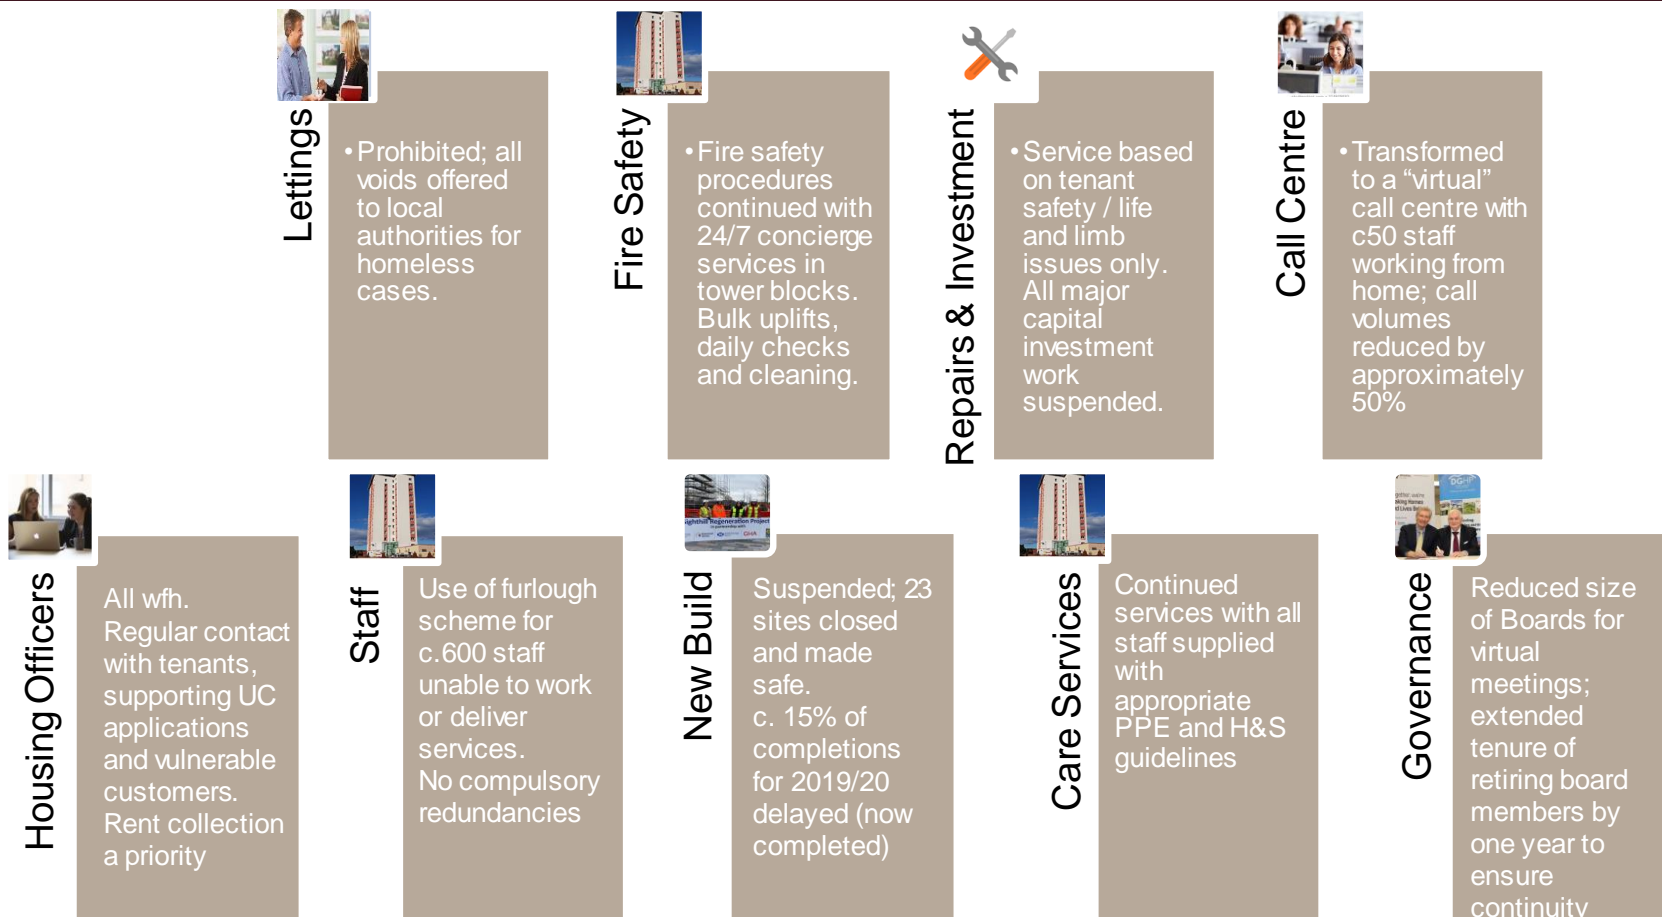 Lettings
•Prohibited; all
voids offered
to local
authorities for
homeless
cases.
Fire Safety
•Fire safety
procedures
continued with
24/7 concierge
services in
tower blocks.
Bulk uplifts,
daily checks
and cleaning.
Repairs & Investment
•Service based
on tenant
safety / life
and limb
issues only.
All major
capital
investment
work
suspended.
Call Centre
•Transformed
to a “virtual”
call centre with
c50 staff
working from
home; call
volumes
reduced by
approximately
50%
Housing Officers
All wfh.
Regular contact
with tenants,
supporting UC
applications
and vulnerable
customers.
Rent collection
a priority
Staff
Use of furlough
scheme for
c.600 staff
unable to work
or deliver
services.
No compulsory
redundancies
ighthill Regeneration Project
New Build
Suspended; 23
sites closed
and made
safe.
c. 15% of
completions
for 2019/20
delayed (now
completed)
Care Services
Continued
services with all
staff supplied
with
appropriate
PPE and H&S
guidelines
DGHP
Governance
Reduced size
of Boards for
virtual
meetings;
extended
tenure of
retiring board
members by
one year to
ensure
continuity